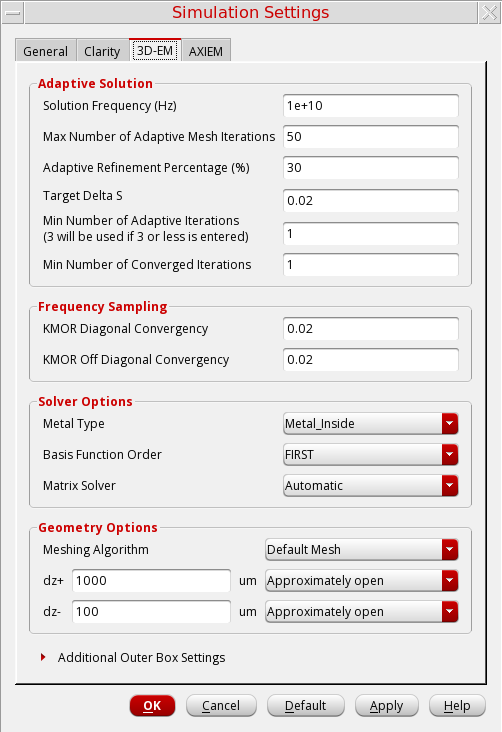 Simulation Settings
General Clarity 3D-EM AXIEM
Adaptive Solution
Solution Frequency (Hz) 1e+10
Max Number of Adaptive Mesh Iterations 50
Adaptive Refinement Percentage (%) 30
Target Delta S 0.02
Min Number of Adaptive Iterations
(3 will be used if 3 or less is entered) 1
Min Number of Converged Iterations 1
Frequency Sampling
KMOR Diagonal Convergency 0.02
KMOR Off Diagonal Convergency 0.02
Solver Options
Metal Type Metal_Inside
Basis Function Order FIRST
Matrix Solver Automatic
Geometry Options
Meshing Algorithm Default Mesh
dz+ 1000 um Approximately open
dz- 100 um Approximately open
Additional Outer Box Settings
OK Cancel Default Apply Help